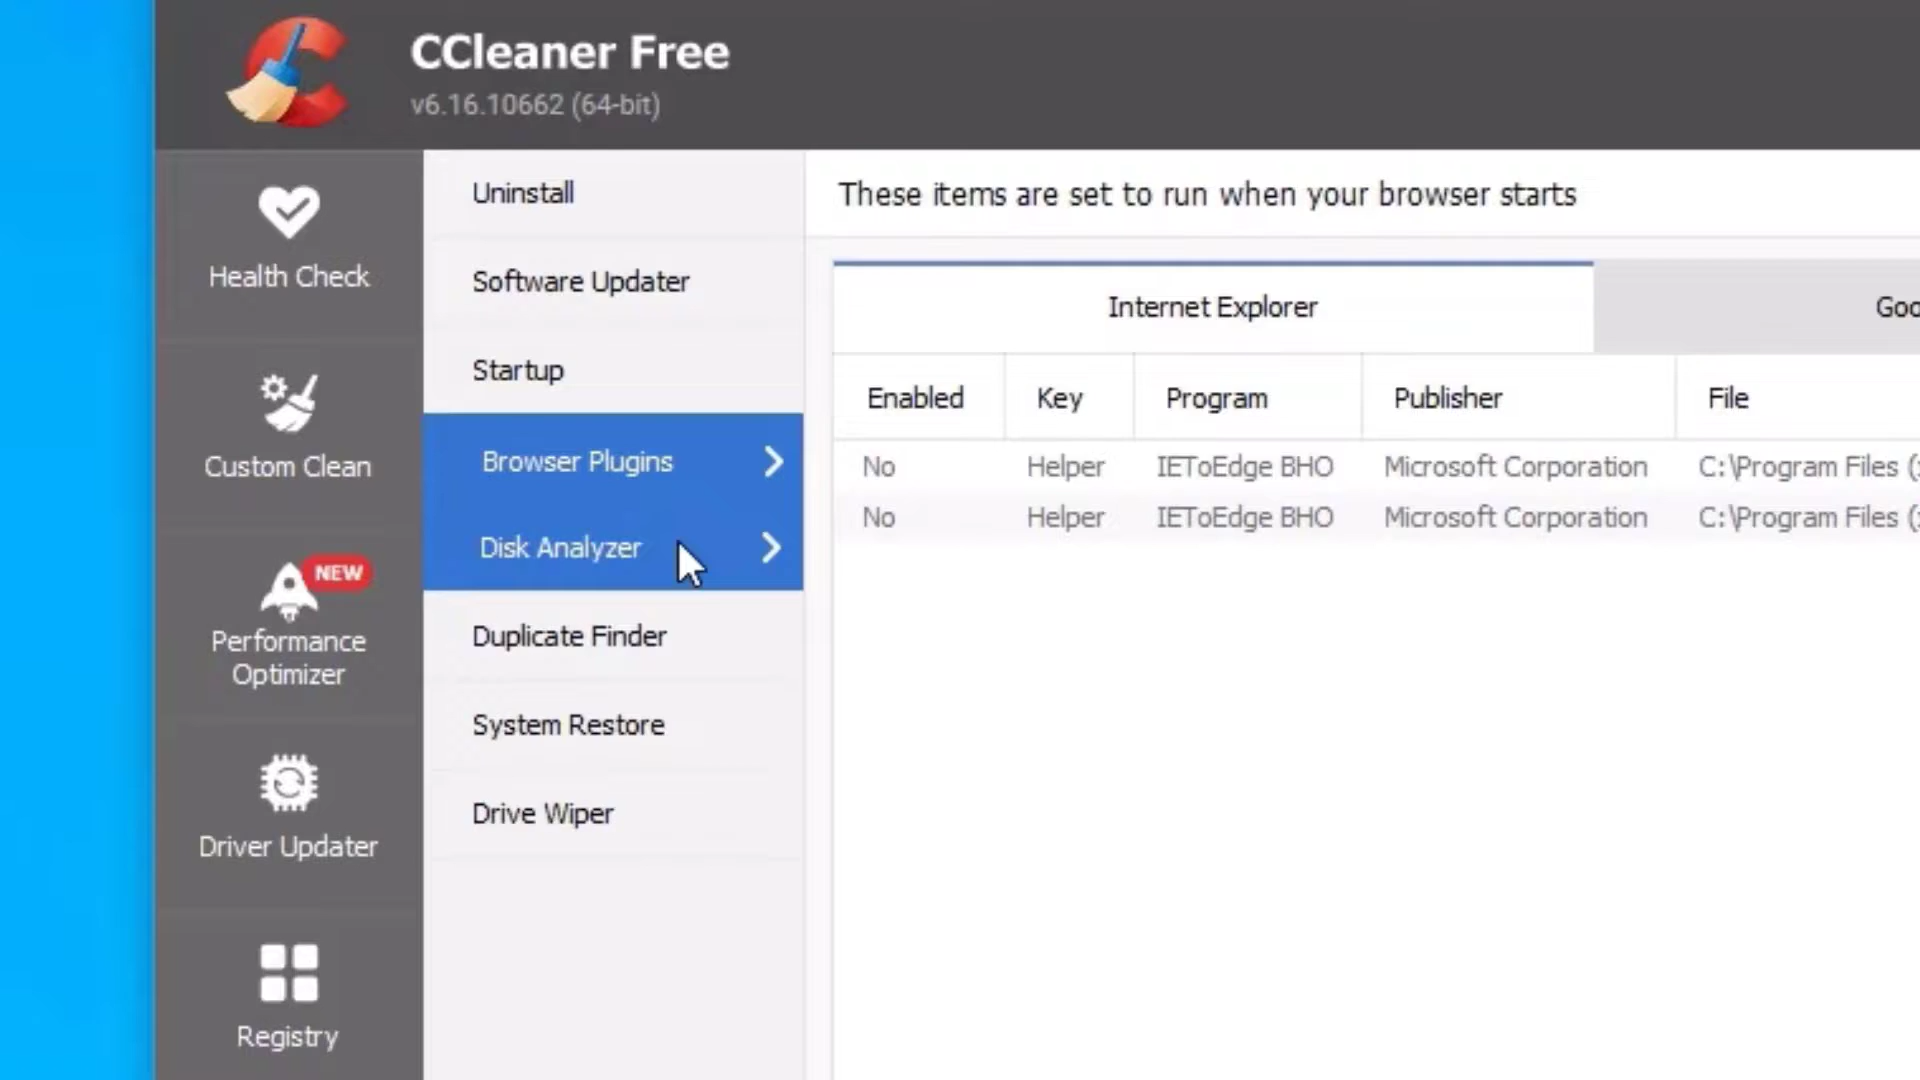 CCleaner Free
v6.16.10662 (64-bit)
Health Check
Custom Clean
NEW
Performance
Optimizer
Driver Updater
Registry
Uninstall
Software Updater
Startup
Browser Plugins
Disk Analyzer
Duplicate Finder
System Restore
Drive Wiper
These items are set to run when your browser starts
Internet Explorer
Goo
Enabled Key Program Publisher File
No Helper IEToEdge BHO Microsoft Corporation C:\Program Files (
No Helper IEToEdge BHO Microsoft Corporation C:\Program Files (